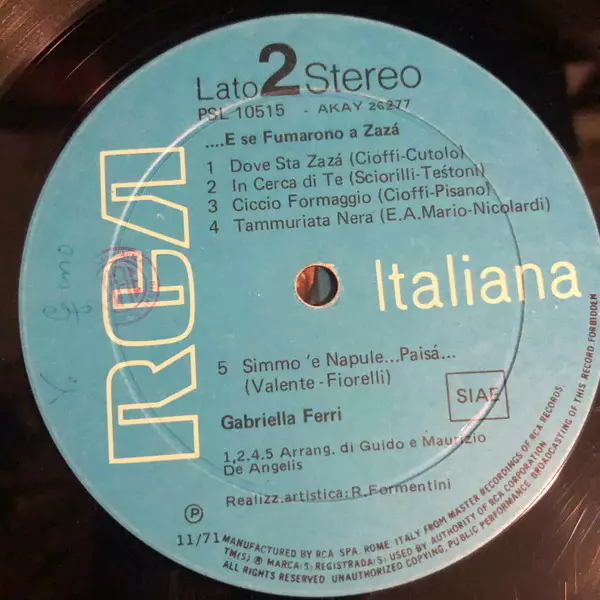 Lato 2 Stereo
PSL 10515 - AKAY 26277
....E se Fumarono a Zazá
1 Dove Sta Zazá (Cioffi-Cutolo)
2 In Cerca di Te (Sciorilli-Testoni)
3 Ciccio Formaggio (Cioffi-Pisano)
4 Tammuriata Nera (E.A.Mario-Nicolardi)
RCA Italiana
5 Simmo 'e Napule...Paisá...
(Valente-Fiorelli)
Gabriella Ferri
SIAE
1,2.4.5 Arrang. di Guido e Maurizio
De Angelis
Realizz.artistica: R.Formentini
℗
11/71
MANUFACTURED BY RCA SPA. ROME ITALY FROM MASTER RECORDINGS OF RCA RECORDS.
TM(S) ® MARCA(S) REGISTRADA(S) USED BY AUTHORITY OF RCA CORPORATION
ALL RIGHTS RESERVED UNAUTHORIZED COPYING, PUBLIC PERFORMANCE BROADCASTING OF THIS RECORD FORBIDDEN